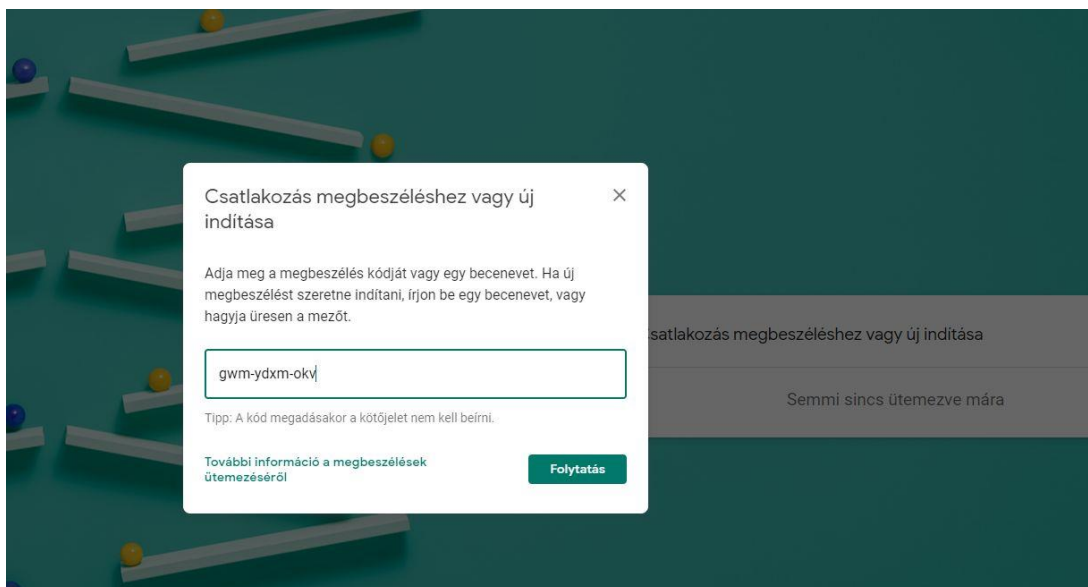 Csatlakozás megbeszéléshez vagy új
indítása
Adja meg a megbeszélés kódját vagy egy becenevet. Ha új
megbeszélést szeretne indítani, írjon be egy becenevet, vagy
hagyja üresen a mezőt.
gwm-ydxm-okv
Tipp: A kód megadásakor a kötőjelet nem kell beírni.
További információ a megbeszélések
ütemezéséről
Folytatás
satlakozás megbeszéléshez vagy új indítása
Semmi sincs ütemezve mára